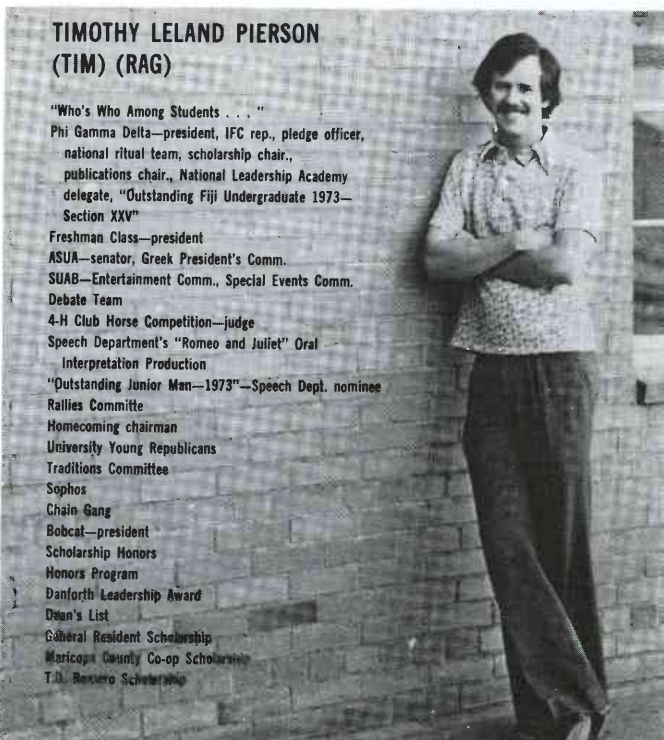 TIMOTHY LELAND PIERSON
(TIM) (RAG)
"Who's Who Among Students . . . "
Phi Gamma Delta—president, IFC rep., pledge officer,
national ritual team, scholarship chair.,
publications chair., National Leadership Academy
delegate, "Outstanding Fiji Undergraduate 1973—
Section XXV"
Freshman Class—president
ASUA—senator, Greek President's Comm.
SUAB—Entertainment Comm., Special Events Comm.
Debate Team
4-H Club Horse Competition—judge
Speech Department's "Romeo and Juliet" Oral
Interpretation Production
"Outstanding Junior Man—1973"—Speech Dept. nominee
Rallies Committe
Homecoming chairman
University Young Republicans
Traditions Committee
Sophos
Chain Gang
Bobcat—president
Scholarship Honors
Honors Program
Danforth Leadership Award
Dean's List
General Resident Scholarship
Maricopa County Co-op Scholarship
T.D. Romero Scholarship